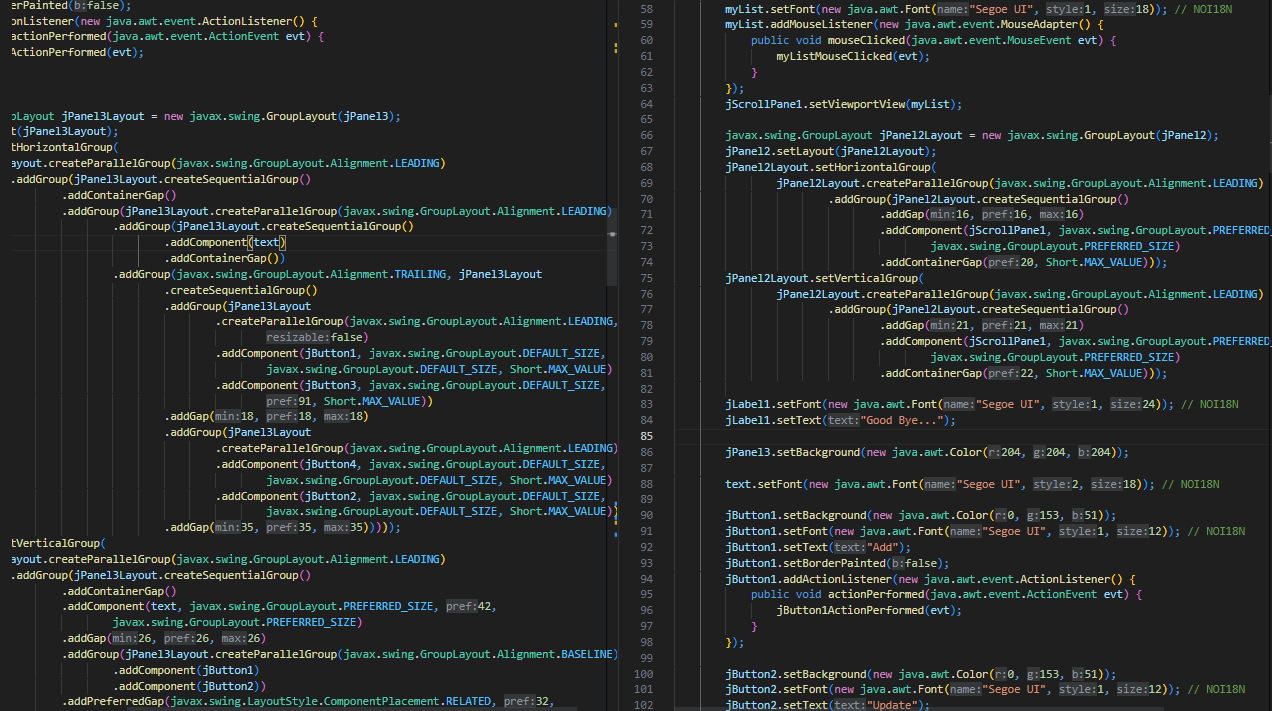 erPainted(b:false);
onListener(new java.awt.event.ActionListener() {
actionPerformed(java.awt.event.ActionEvent evt) {
ActionPerformed(evt);
pLayout jPanel3Layout = new javax.swing.GroupLayout(jPanel3);
t(jPanel3Layout);
tHorizontalGroup(
ayout.createParallelGroup(javax.swing.GroupLayout.Alignment.LEADING)
.addGroup(jPanel3Layout.createSequentialGroup()
.addContainerGap()
.addGroup(jPanel3Layout.createParallelGroup(javax.swing.GroupLayout.Alignment.LEADING)
.addGroup(jPanel3Layout.createSequentialGroup()
.addComponent(text)
.addContainerGap())
.addGroup(javax.swing.GroupLayout.Alignment.TRAILING, jPanel3Layout
.createSequentialGroup()
.addGroup(jPanel3Layout
.createParallelGroup(javax.swing.GroupLayout.Alignment.LEADING,
resizable:false)
.addComponent(jButton1, javax.swing.GroupLayout.DEFAULT_SIZE,
javax.swing.GroupLayout.DEFAULT_SIZE, Short.MAX_VALUE)
.addComponent(jButton3, javax.swing.GroupLayout.DEFAULT_SIZE,
pref:91, Short.MAX_VALUE))
.addGap(min:18, pref:18, max:18)
.addGroup(jPanel3Layout
.createParallelGroup(javax.swing.GroupLayout.Alignment.LEADING)
.addComponent(jButton4, javax.swing.GroupLayout.DEFAULT_SIZE,
javax.swing.GroupLayout.DEFAULT_SIZE, Short.MAX_VALUE)
.addComponent(jButton2, javax.swing.GroupLayout.DEFAULT_SIZE,
javax.swing.GroupLayout.DEFAULT_SIZE, Short.MAX_VALUE))
.addGap(min:35, pref:35, max:35)))));
tVerticalGroup(
ayout.createParallelGroup(javax.swing.GroupLayout.Alignment.LEADING)
.addGroup(jPanel3Layout.createSequentialGroup()
.addContainerGap()
.addComponent(text, javax.swing.GroupLayout.PREFERRED_SIZE, pref:42,
javax.swing.GroupLayout.PREFERRED_SIZE)
.addGap(min:26, pref:26, max:26)
.addGroup(jPanel3Layout.createParallelGroup(javax.swing.GroupLayout.Alignment.BASELINE)
.addComponent(jButton1)
.addComponent(jButton2))
.addPreferredGap(javax.swing.LayoutStyle.ComponentPlacement.RELATED, pref:32,
58 myList.setFont(new java.awt.Font(name:"Segoe UI", style:1, size:18)); // NOI18N
59 myList.addMouseListener(new java.awt.event.MouseAdapter() {
60 public void mouseClicked(java.awt.event.MouseEvent evt) {
61 myListMouseClicked(evt);
62 }
63 });
64 jScrollPane1.setViewportView(myList);
65
66 javax.swing.GroupLayout jPanel2Layout = new javax.swing.GroupLayout(jPanel2);
67 jPanel2.setLayout(jPanel2Layout);
68 jPanel2Layout.setHorizontalGroup(
69 jPanel2Layout.createParallelGroup(javax.swing.GroupLayout.Alignment.LEADING)
70 .addGroup(jPanel2Layout.createSequentialGroup()
71 .addGap(min:16, pref:16, max:16)
72 .addComponent(jScrollPane1, javax.swing.GroupLayout.PREFERRED_
73 javax.swing.GroupLayout.PREFERRED_SIZE)
74 .addContainerGap(pref:20, Short.MAX_VALUE)));
75 jPanel2Layout.setVerticalGroup(
76 jPanel2Layout.createParallelGroup(javax.swing.GroupLayout.Alignment.LEADING)
77 .addGroup(jPanel2Layout.createSequentialGroup()
78 .addGap(min:21, pref:21, max:21)
79 .addComponent(jScrollPane1, javax.swing.GroupLayout.PREFERRED_
80 javax.swing.GroupLayout.PREFERRED_SIZE)
81 .addContainerGap(pref:22, Short.MAX_VALUE)));
82
83 jLabel1.setFont(new java.awt.Font(name:"Segoe UI", style:1, size:24)); // NOI18N
84 jLabel1.setText(text:"Good Bye...");
85
86 jPanel3.setBackground(new java.awt.Color(r:204, g:204, b:204));
87
88 text.setFont(new java.awt.Font(name:"Segoe UI", style:2, size:18)); // NOI18N
89
90 jButton1.setBackground(new java.awt.Color(r:0, g:153, b:51));
91 jButton1.setFont(new java.awt.Font(name:"Segoe UI", style:1, size:12)); // NOI18N
92 jButton1.setText(text:"Add");
93 jButton1.setBorderPainted(b:false);
94 jButton1.addActionListener(new java.awt.event.ActionListener() {
95 public void actionPerformed(java.awt.event.ActionEvent evt) {
96 jButton1ActionPerformed(evt);
97 }
98 });
99
100 jButton2.setBackground(new java.awt.Color(r:0, g:153, b:51));
101 jButton2.setFont(new java.awt.Font(name:"Segoe UI", style:1, size:12)); // NOI18N
102 jButton2.setText(text:"Update");